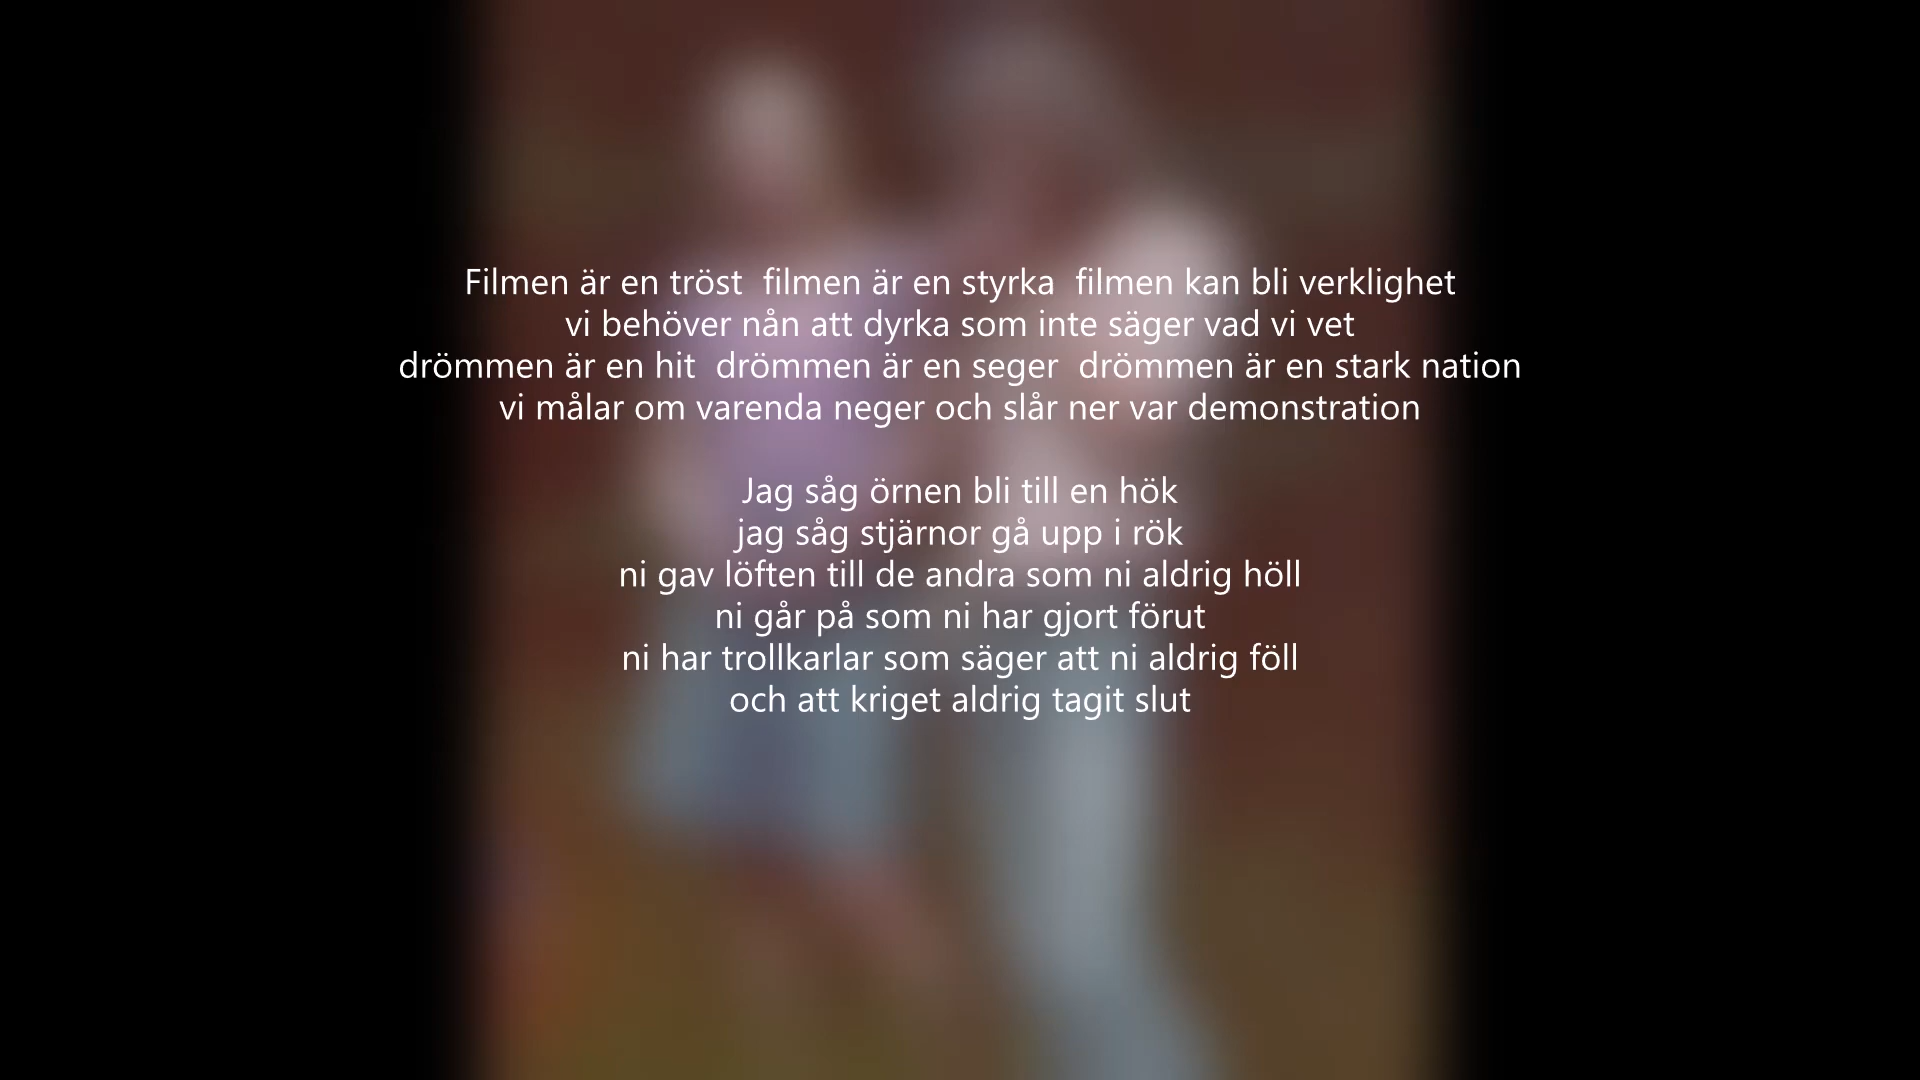 Filmen är en tröst  filmen är en styrka  filmen kan bli verklighet
vi behöver nån att dyrka som inte säger vad vi vet
drömmen är en hit  drömmen är en seger  drömmen är en stark nation
vi målar om varenda neger och slår ner var demonstration

Jag såg örnen bli till en hök
jag såg stjärnor gå upp i rök
ni gav löften till de andra som ni aldrig höll
ni går på som ni har gjort förut
ni har trollkarlar som säger att ni aldrig föll
och att kriget aldrig tagit slut